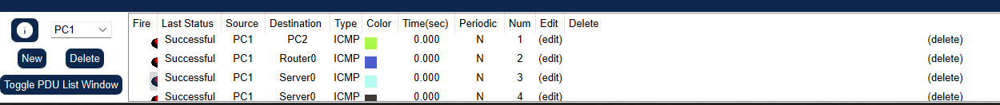 Fire Last Status Source Destination Type Color Time(sec) Periodic Num Edit Delete
PC1
Successful PC1 PC2 ICMP 0.000 N 1 (edit) (delete)
New Delete
Successful PC1 Router0 ICMP 0.000 N 2 (edit) (delete)
Toggle PDU List Window
Successful PC1 Server0 ICMP 0.000 N 3 (edit) (delete)
Successful PC1 Server0 ICMP 0.000 N 4 (edit) (delete)